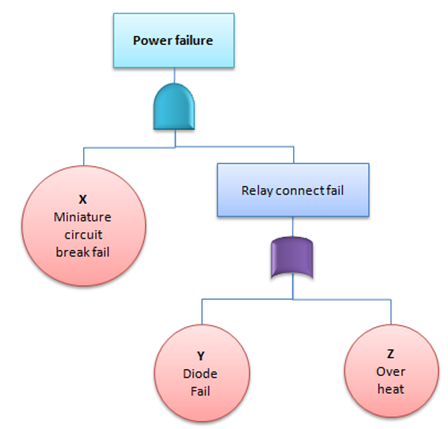 Power failure
X
Miniature
circuit
break fail
Relay connect fail
Y
Diode
Fail
Z
Over
heat